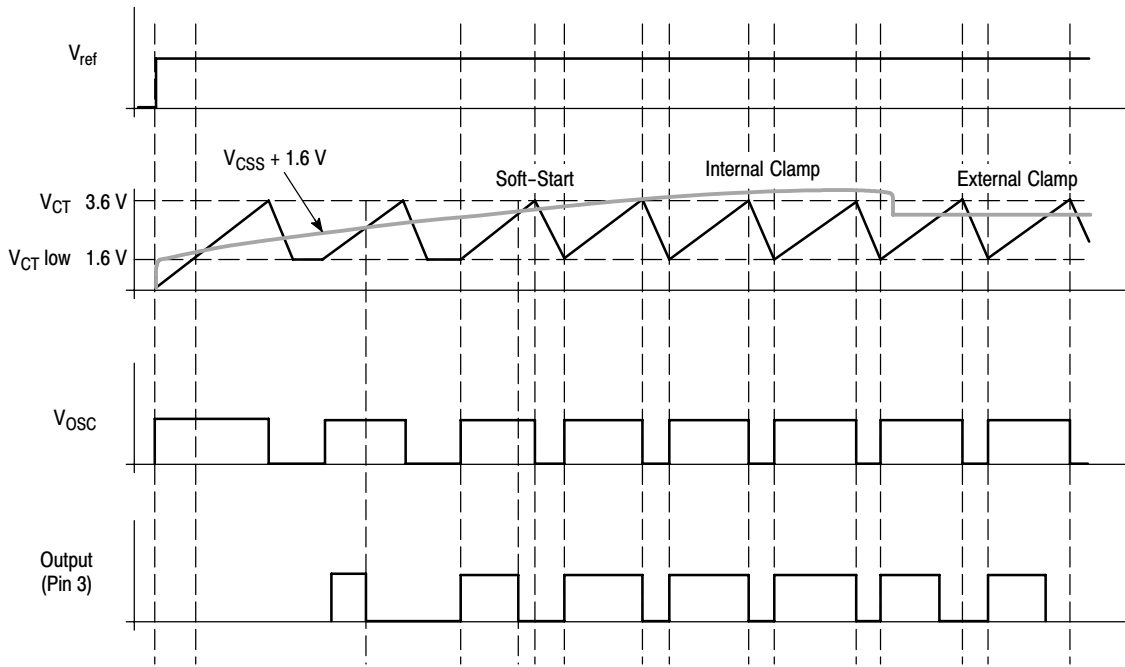 Vref
VCSS + 1.6 V
Soft-Start
Internal Clamp
External Clamp
VCT 3.6 V
VCT low 1.6 V
VOSC
Output
(Pin 3)